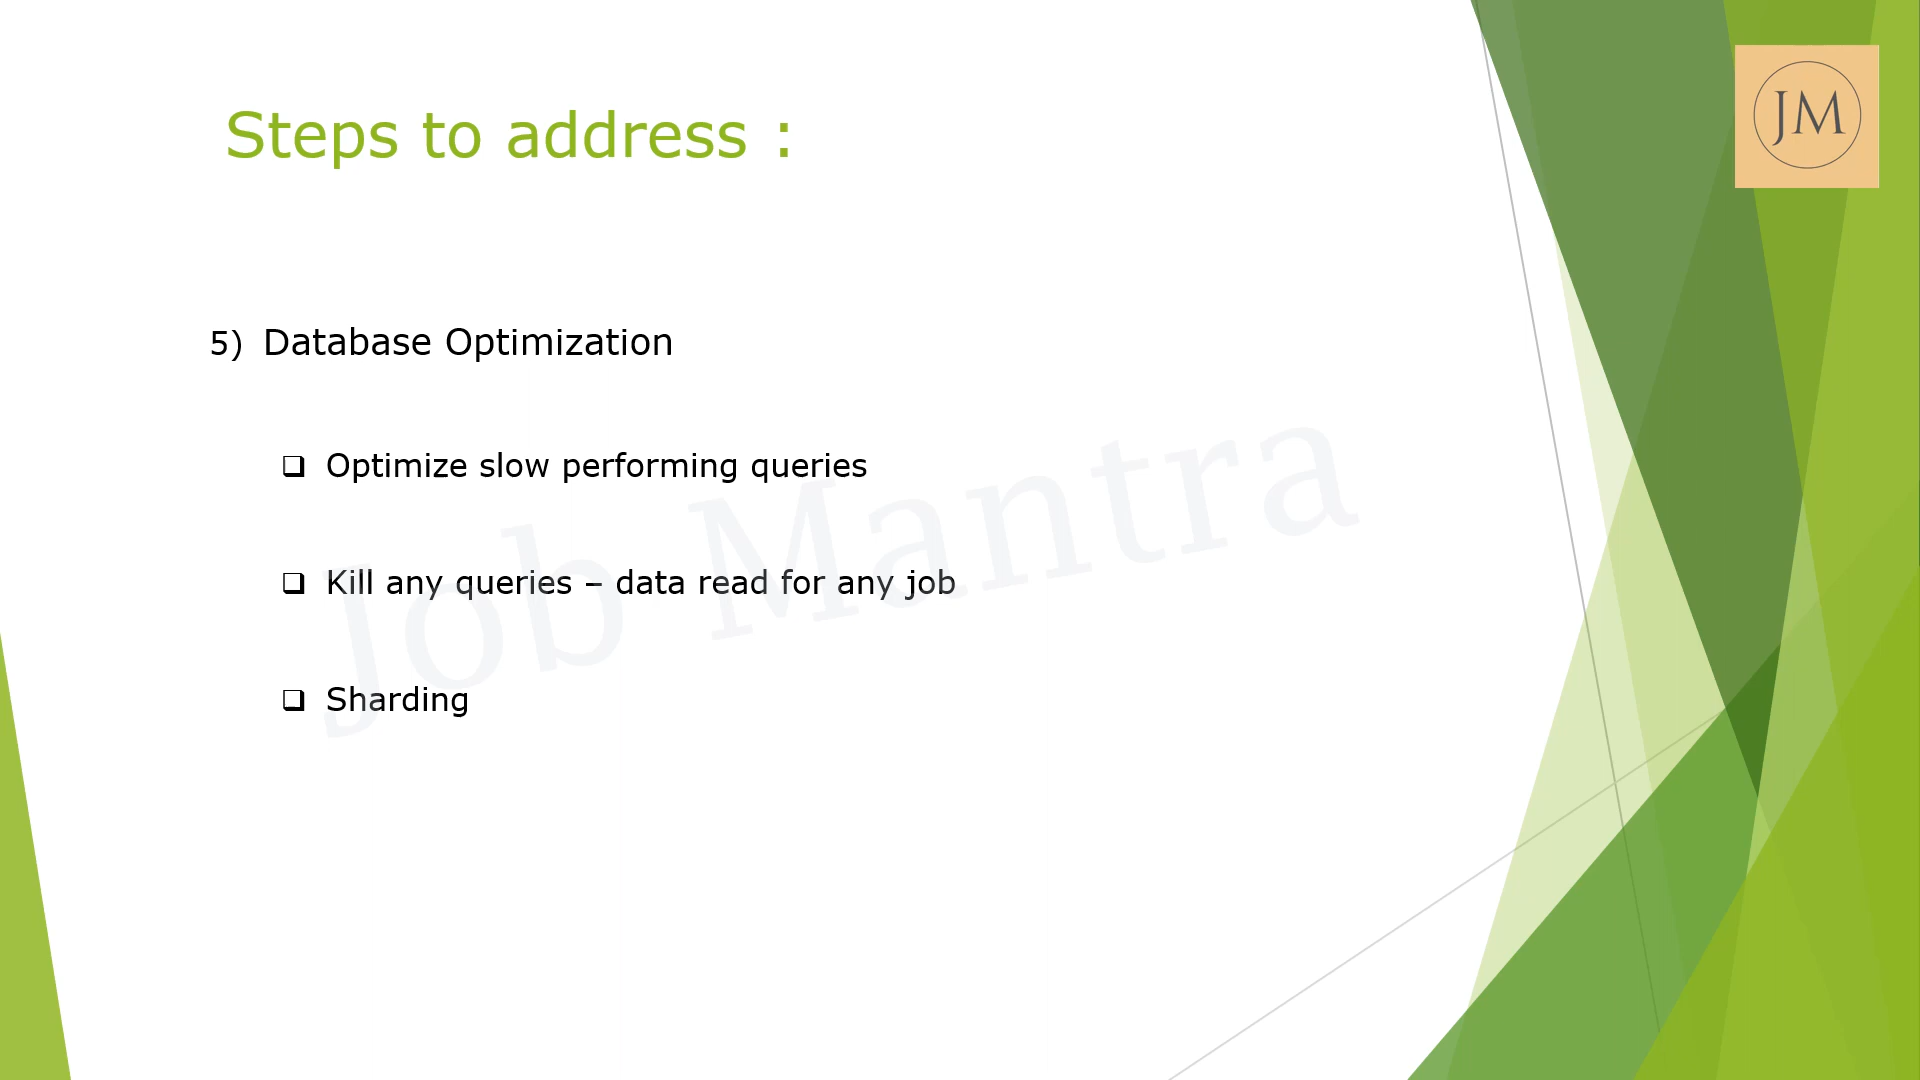 Steps to address :
JM
5) Database Optimization
❑ Optimize slow performing queries
❑ Kill any queries – data read for any job
❑ Sharding
Job Mantra